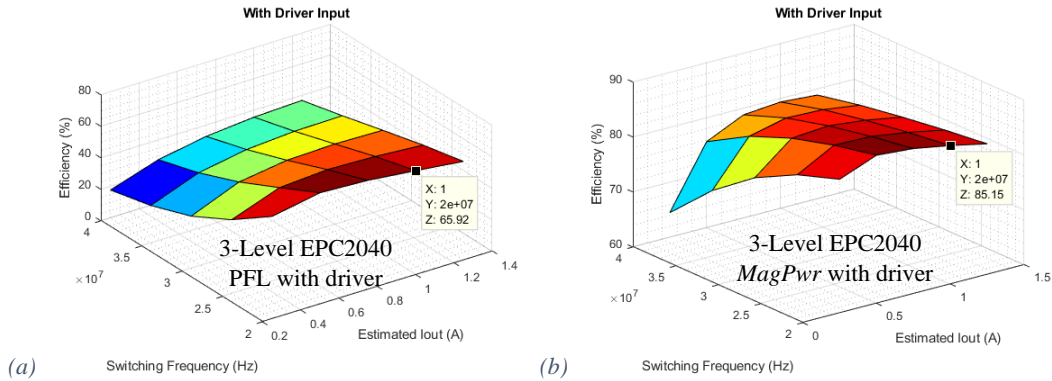 With Driver Input
80
60
40
20
0
Efficiency (%)
4
3.5
3
2.5
2
×10⁷
0.2
0.4
0.6
0.8
1
1.2
1.4
X: 1
Y: 2e+07
Z: 65.92
3-Level EPC2040
PFL with driver
Estimated Iout (A)
Switching Frequency (Hz)
(a)
With Driver Input
90
80
70
60
Efficiency (%)
4
3.5
3
2.5
2
×10⁷
0
0.5
1
1.5
X: 1
Y: 2e+07
Z: 85.15
3-Level EPC2040
MagPwr with driver
Estimated Iout (A)
Switching Frequency (Hz)
(b)